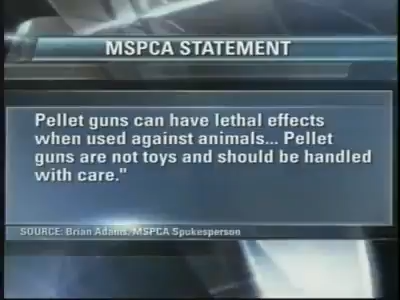 MSPCA STATEMENT
Pellet guns can have lethal effects
when used against animals... Pellet
guns are not toys and should be handled
with care."
SOURCE: Brian Adams, MSPCA Spokesperson